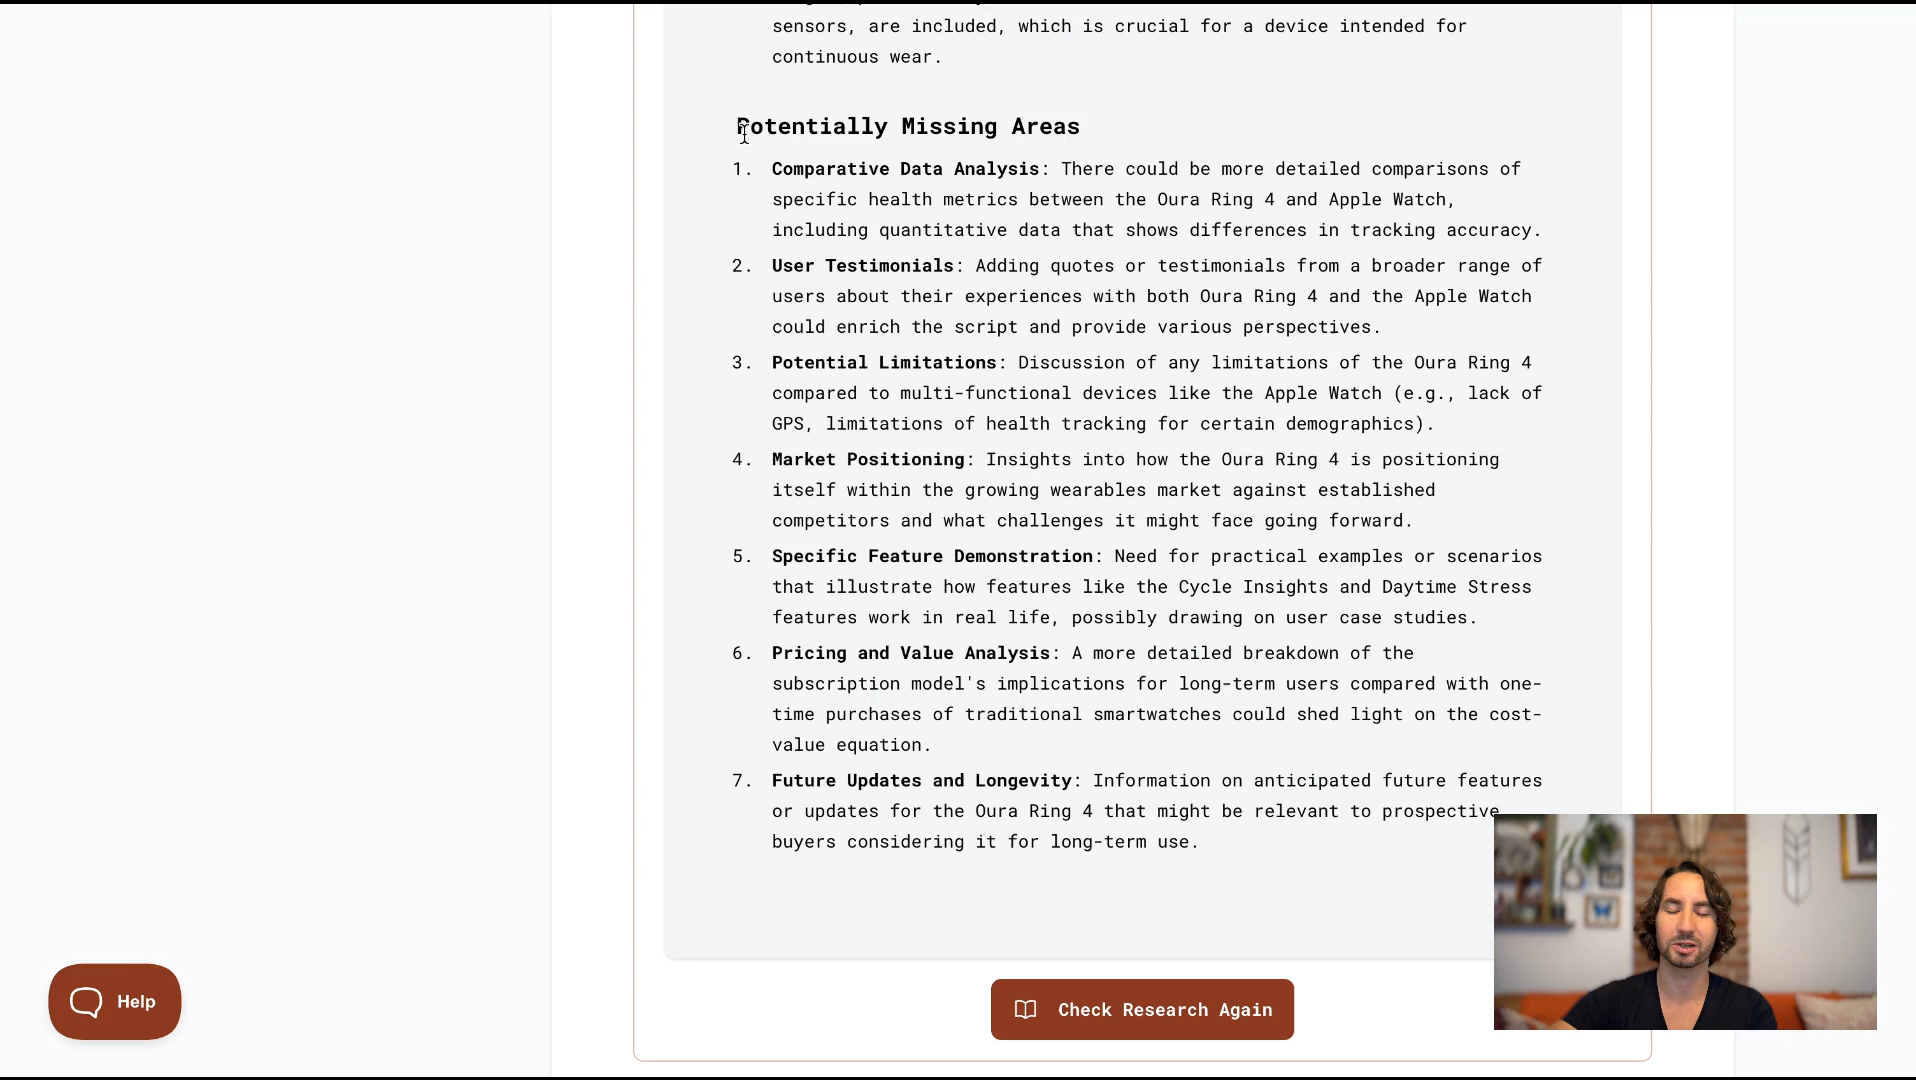 sensors, are included, which is crucial for a device intended for
continuous wear.
Potentially Missing Areas
1. Comparative Data Analysis: There could be more detailed comparisons of
specific health metrics between the Oura Ring 4 and Apple Watch,
including quantitative data that shows differences in tracking accuracy.
2. User Testimonials: Adding quotes or testimonials from a broader range of
users about their experiences with both Oura Ring 4 and the Apple Watch
could enrich the script and provide various perspectives.
3. Potential Limitations: Discussion of any limitations of the Oura Ring 4
compared to multi-functional devices like the Apple Watch (e.g., lack of
GPS, limitations of health tracking for certain demographics).
4. Market Positioning: Insights into how the Oura Ring 4 is positioning
itself within the growing wearables market against established
competitors and what challenges it might face going forward.
5. Specific Feature Demonstration: Need for practical examples or scenarios
that illustrate how features like the Cycle Insights and Daytime Stress
features work in real life, possibly drawing on user case studies.
6. Pricing and Value Analysis: A more detailed breakdown of the
subscription model's implications for long-term users compared with one-
time purchases of traditional smartwatches could shed light on the cost-
value equation.
7. Future Updates and Longevity: Information on anticipated future features
or updates for the Oura Ring 4 that might be relevant to prospective
buyers considering it for long-term use.
Help
Check Research Again